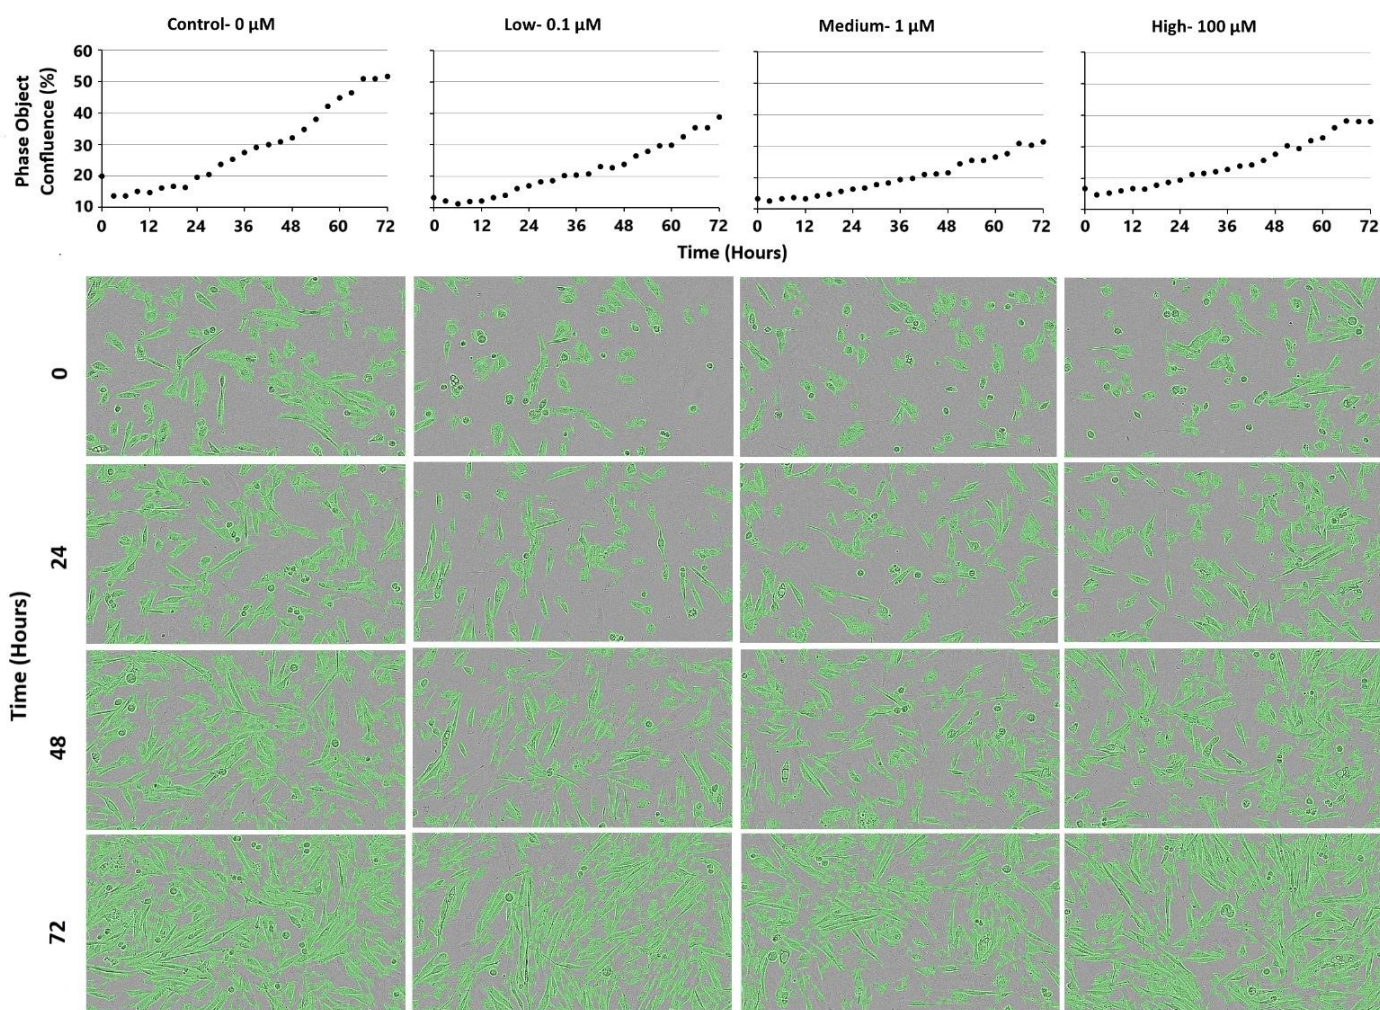 Control- 0 µM
Low- 0.1 µM
Medium- 1 µM
High- 100 µM
Phase Object
Confluence (%)
60
50
40
30
20
10
0 12 24 36 48 60 72
0 12 24 36 48 60 72
0 12 24 36 48 60 72
0 12 24 36 48 60 72
Time (Hours)
Time (Hours)
0
24
48
72